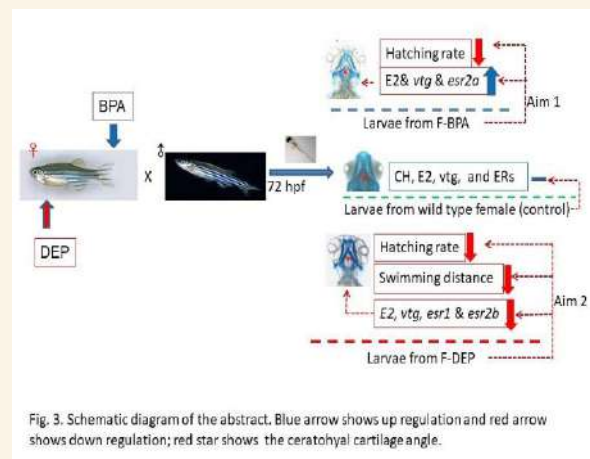 Hatching rate
E2& vtg & esr2a
Aim 1
Larvae from F-BPA
BPA
♀
X
♂
72 hpf
DEP
CH, E2, vtg, and ERs
Larvae from wild type female (control)
Hatching rate
Swimming distance
E2, vtg, esr1 & esr2b
Aim 2
Larvae from F-DEP
Fig. 3. Schematic diagram of the abstract. Blue arrow shows up regulation and red arrow
shows down regulation; red star shows the ceratohyal cartilage angle.